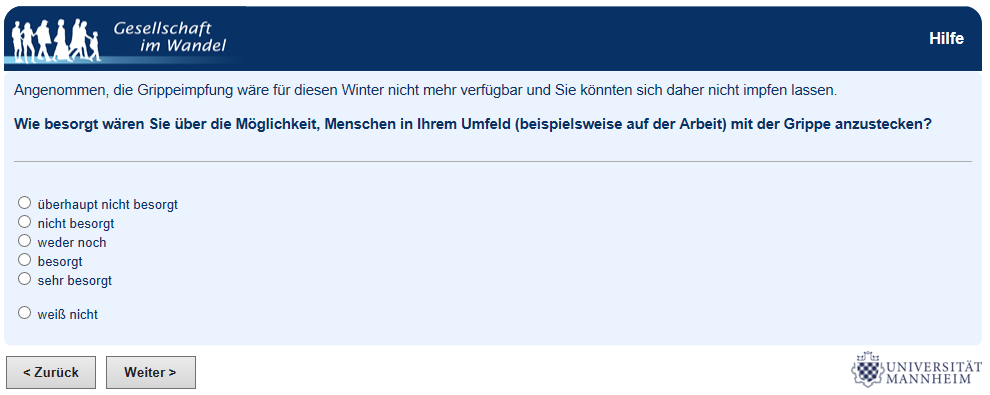 Gesellschaft
im Wandel
Hilfe
Angenommen, die Grippeimpfung wäre für diesen Winter nicht mehr verfügbar und Sie könnten sich daher nicht impfen lassen.
Wie besorgt wären Sie über die Möglichkeit, Menschen in Ihrem Umfeld (beispielsweise auf der Arbeit) mit der Grippe anzustecken?
überhaupt nicht besorgt
nicht besorgt
weder noch
besorgt
sehr besorgt
weiß nicht
< Zurück
Weiter >
UNIVERSITÄT
MANNHEIM